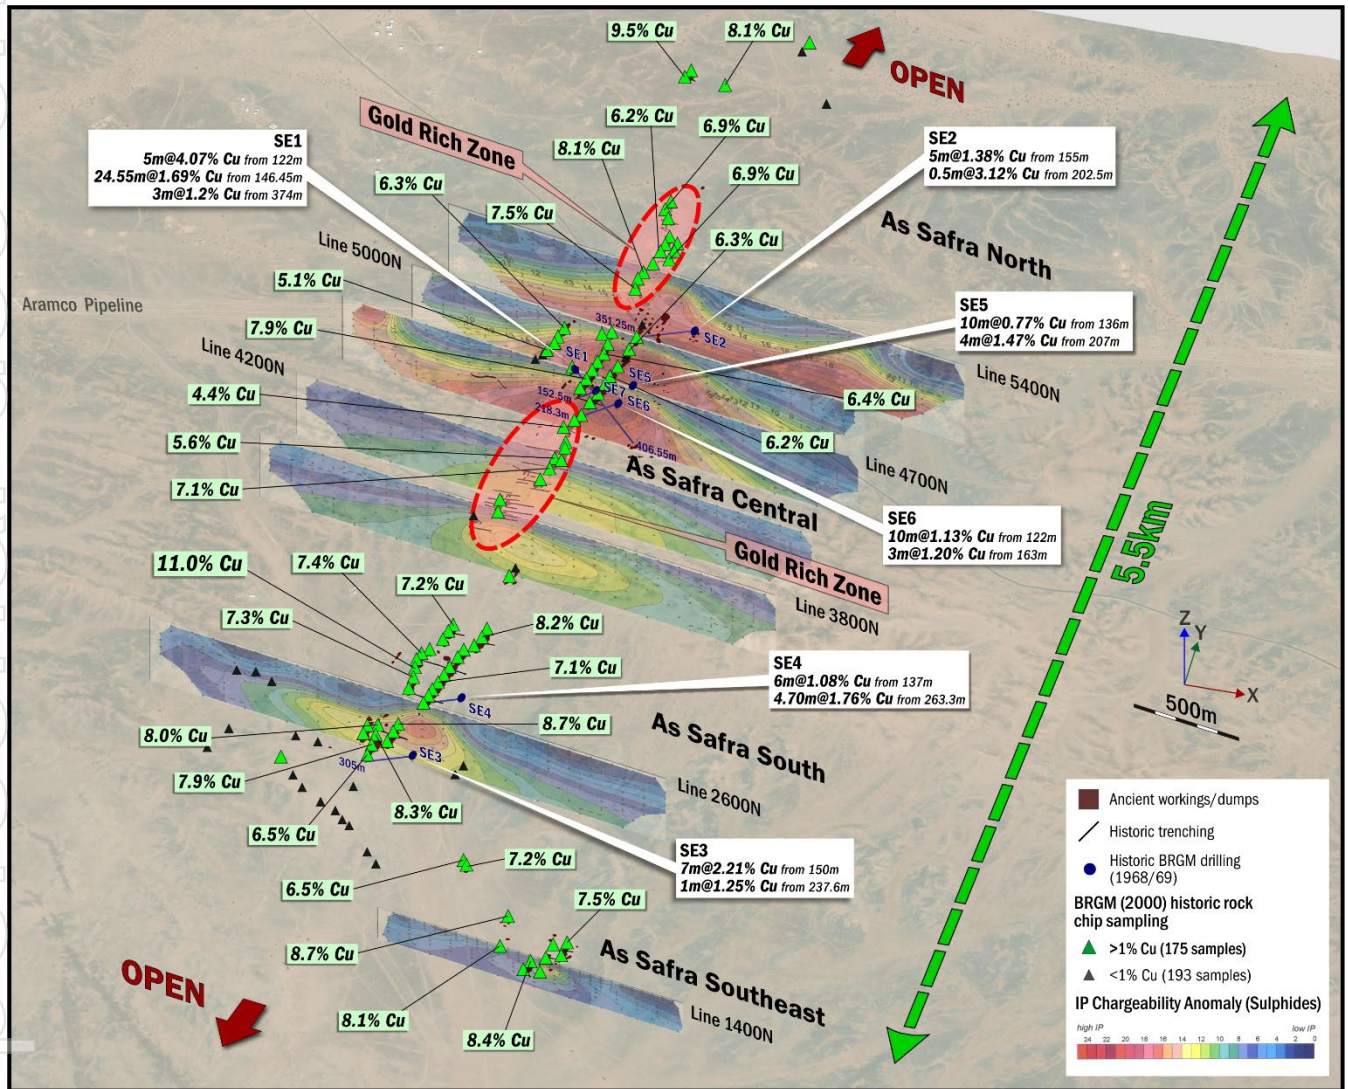 9.5% Cu
8.1% Cu
OPEN
6.2% Cu
6.9% Cu
Gold Rich Zone
8.1% Cu
SE1
5m@4.07% Cu from 122m
24.55m@1.69% Cu from 146.45m
3m@1.2% Cu from 374m
SE2
5m@1.38% Cu from 155m
0.5m@3.12% Cu from 202.5m
6.3% Cu
6.9% Cu
7.5% Cu
6.3% Cu
As Safra North
Line 5000N
5.1% Cu
Aramco Pipeline
7.9% Cu
351.25m
SE2
SE5
10m@0.77% Cu from 136m
4m@1.47% Cu from 207m
Line 4200N
SE1
SE5
Line 5400N
4.4% Cu
152.5m
SE7
SE6
6.4% Cu
218.3m
5.6% Cu
406.55m
6.2% Cu
Line 4700N
7.1% Cu
As Safra Central
SE6
10m@1.13% Cu from 122m
3m@1.20% Cu from 163m
5.5km
Gold Rich Zone
11.0% Cu
7.4% Cu
7.2% Cu
Line 3800N
7.3% Cu
8.2% Cu
Z
Y
X
500m
7.1% Cu
SE4
6m@1.08% Cu from 137m
4.70m@1.76% Cu from 263.3m
SE4
8.0% Cu
8.7% Cu
As Safra South
305m
SE3
7.9% Cu
Line 2600N
8.3% Cu
6.5% Cu
SE3
7m@2.21% Cu from 150m
1m@1.25% Cu from 237.6m
7.2% Cu
6.5% Cu
7.5% Cu
8.7% Cu
OPEN
As Safra Southeast
8.1% Cu
Line 1400N
8.4% Cu
Ancient workings/dumps
Historic trenching
Historic BRGM drilling
(1968/69)
BRGM (2000) historic rock
chip sampling
>1% Cu (175 samples)
<1% Cu (193 samples)
IP Chargeability Anomaly (Sulphides)
high IP
low IP
24 22 20 18 16 14 12 10 8 6 4 2 0